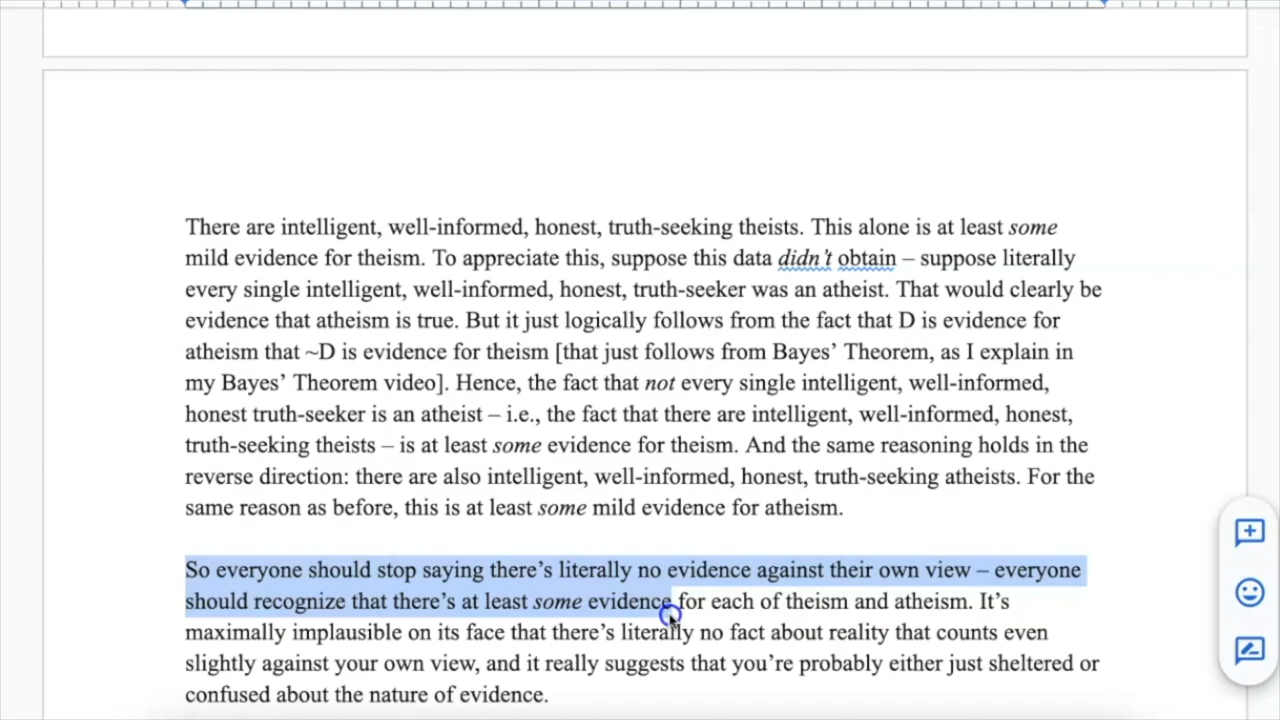 There are intelligent, well-informed, honest, truth-seeking theists. This alone is at least some
mild evidence for theism. To appreciate this, suppose this data didn't obtain – suppose literally
every single intelligent, well-informed, honest, truth-seeker was an atheist. That would clearly be
evidence that atheism is true. But it just logically follows from the fact that D is evidence for
atheism that ~D is evidence for theism [that just follows from Bayes' Theorem, as I explain in
my Bayes' Theorem video]. Hence, the fact that not every single intelligent, well-informed,
honest truth-seeker is an atheist – i.e., the fact that there are intelligent, well-informed, honest,
truth-seeking theists – is at least some evidence for theism. And the same reasoning holds in the
reverse direction: there are also intelligent, well-informed, honest, truth-seeking atheists. For the
same reason as before, this is at least some mild evidence for atheism.
So everyone should stop saying there's literally no evidence against their own view – everyone
should recognize that there's at least some evidence for each of theism and atheism. It's
maximally implausible on its face that there's literally no fact about reality that counts even
slightly against your own view, and it really suggests that you're probably either just sheltered or
confused about the nature of evidence.